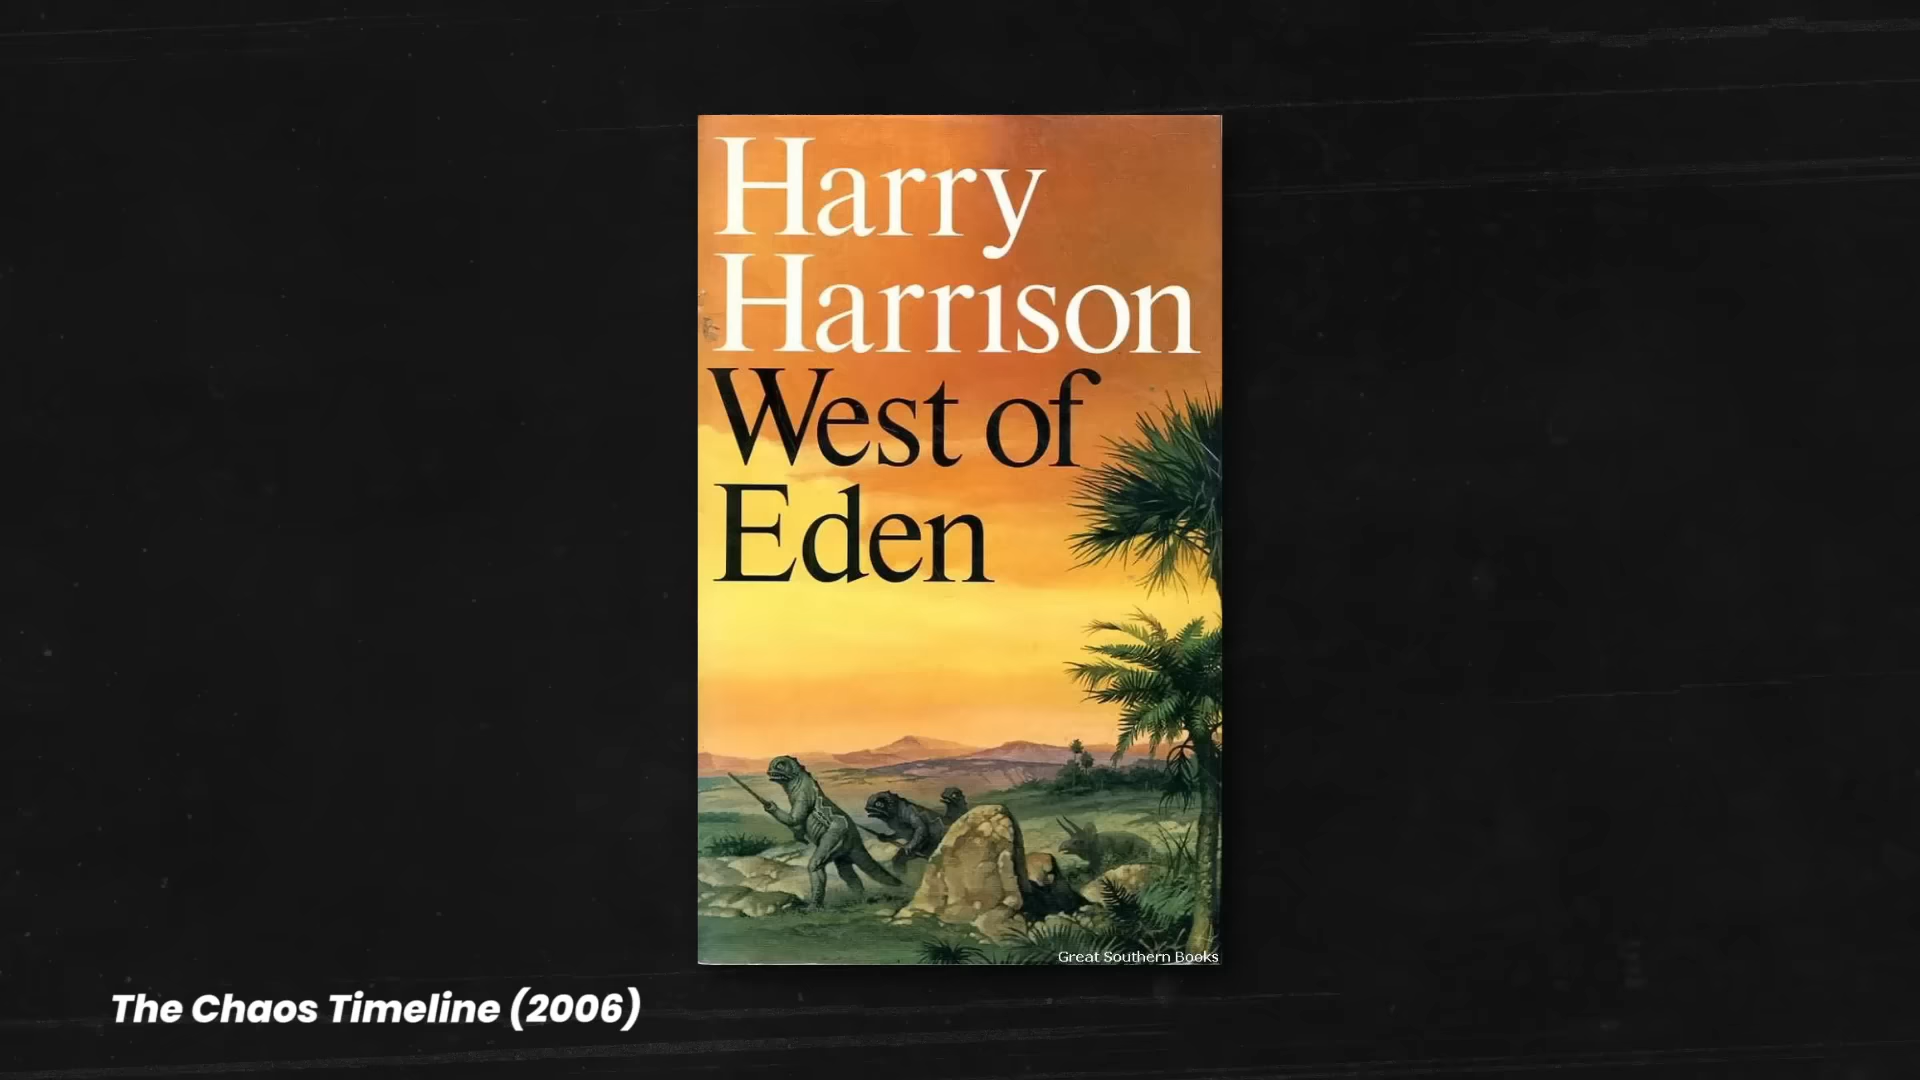 Harry
Harrison
West of
Eden
Great Southern Books
The Chaos Timeline (2006)